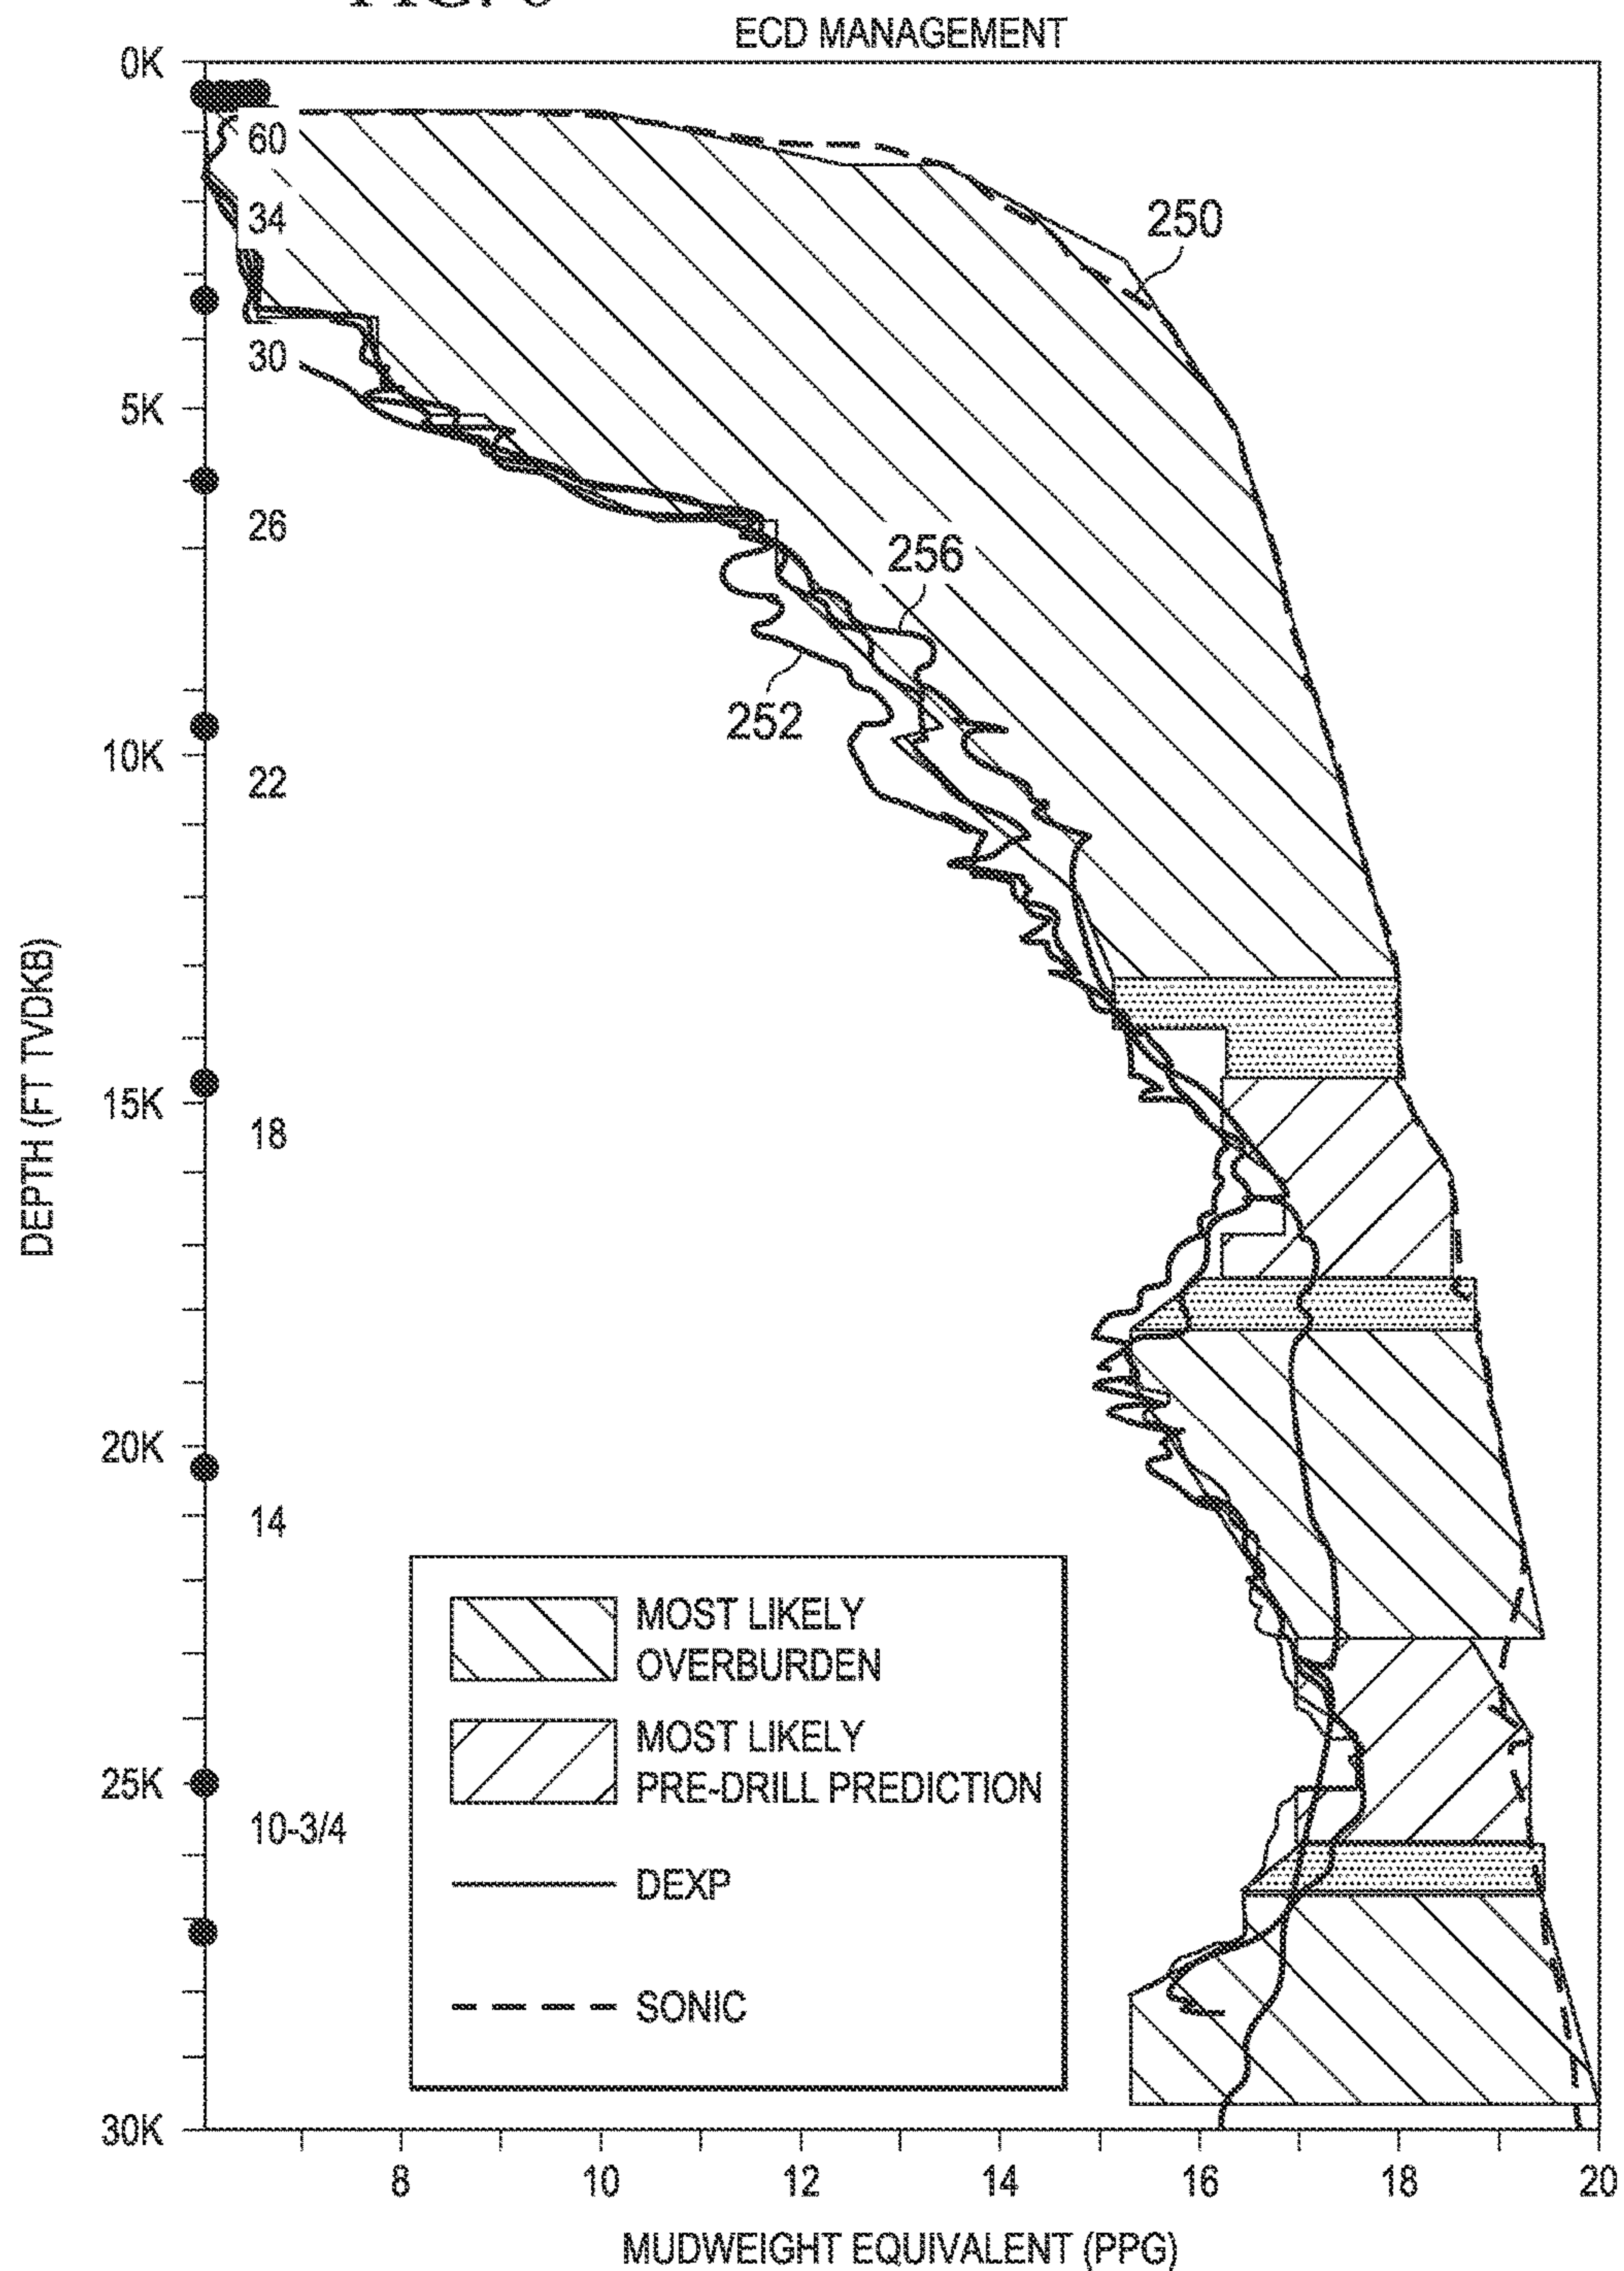 ECD MANAGEMENT
0K
60
34
250
30
5K
26
256
252
10K
22
DEPTH (FT TVDKB)
15K
18
20K
14
MOST LIKELY
OVERBURDEN
MOST LIKELY
PRE-DRILL PREDICTION
25K
10-3/4
DEXP
SONIC
30K
8 10 12 14 16 18 20
MUDWEIGHT EQUIVALENT (PPG)